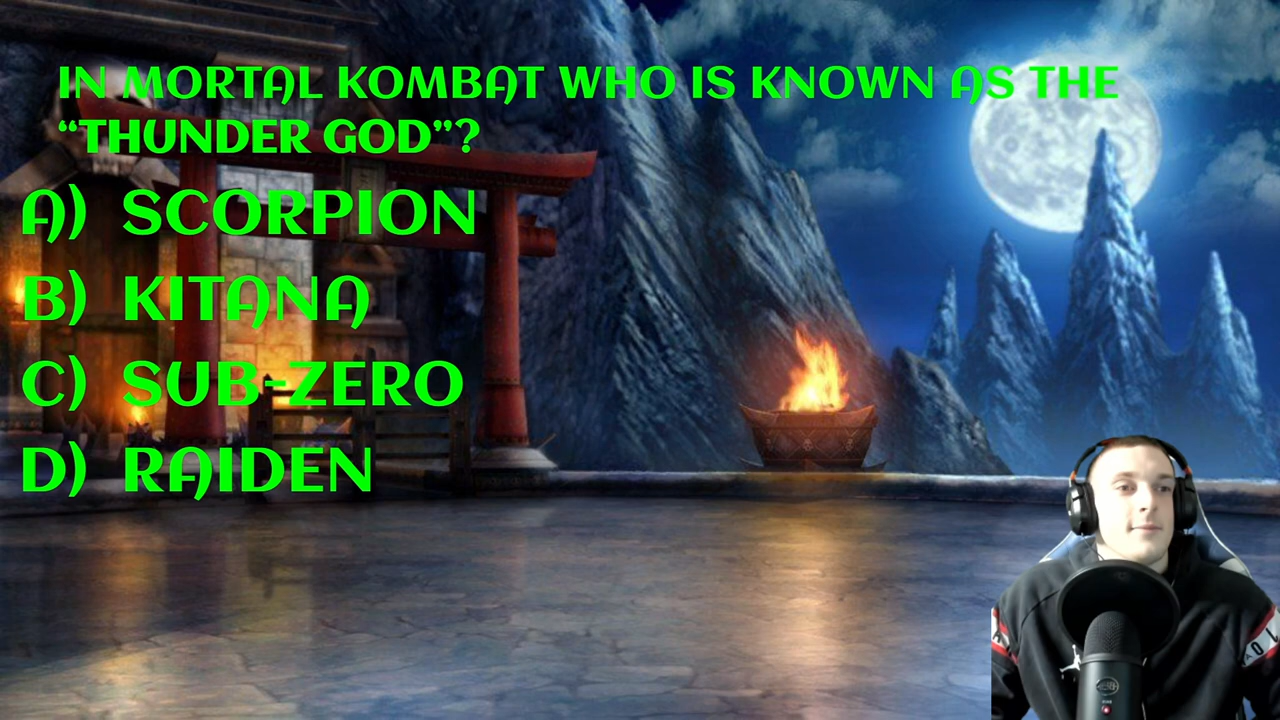 IN MORTAL KOMBAT WHO IS KNOWN AS THE
“THUNDER GOD”?
A) SCORPION
B) KITANA
C) SUB-ZERO
D) RAIDEN